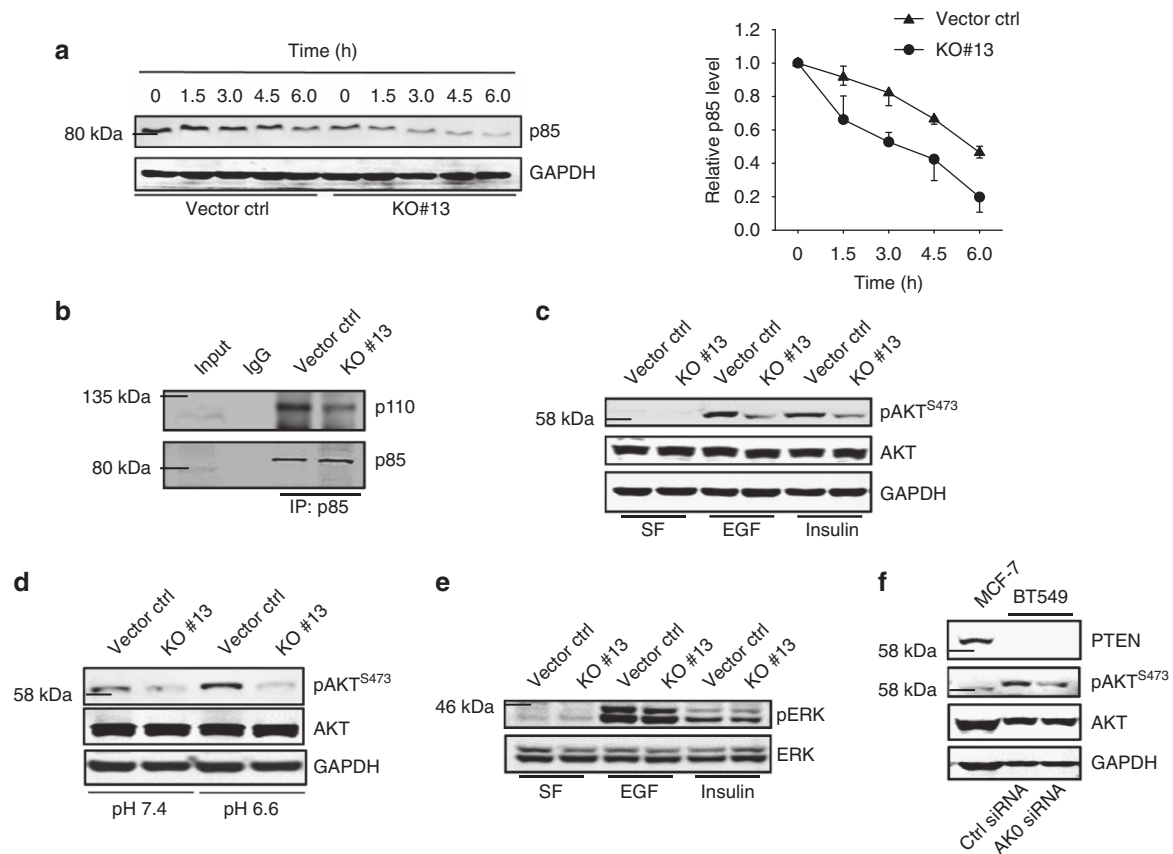 a
Time (h)
0 1.5 3.0 4.5 6.0 0 1.5 3.0 4.5 6.0
80 kDa
p85
GAPDH
Vector ctrl KO#13
Vector ctrl
KO#13
Relative p85 level
1.0
0.8
0.6
0.4
0.2
0.0
0 1.5 3.0 4.5 6.0
Time (h)
b
Input IgG Vector ctrl KO #13
135 kDa
p110
80 kDa
p85
IP: p85
c
Vector ctrl KO #13 Vector ctrl KO #13 Vector ctrl KO #13
58 kDa
pAKT^S473
AKT
GAPDH
SF EGF Insulin
d
Vector ctrl KO #13 Vector ctrl KO #13
58 kDa
pAKT^S473
AKT
GAPDH
pH 7.4 pH 6.6
e
Vector ctrl KO #13 Vector ctrl KO #13 Vector ctrl KO #13
46 kDa
pERK
ERK
SF EGF Insulin
f
MCF-7 BT549
58 kDa
PTEN
58 kDa
pAKT^S473
AKT
GAPDH
Ctrl siRNA
AK0 siRNA